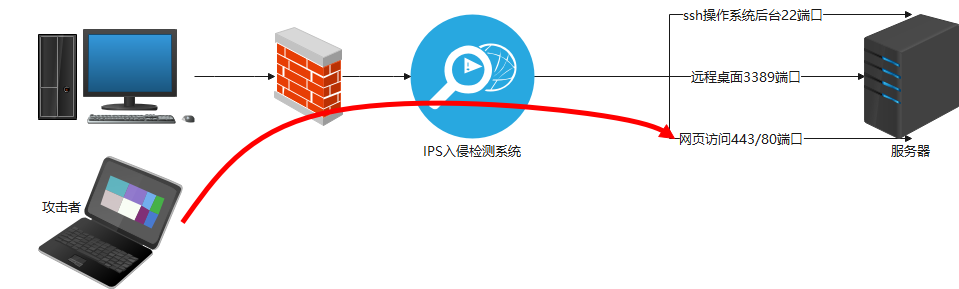 ssh操作系统后台22端口
远程桌面3389端口
网页访问443/80端口
IPS入侵检测系统
服务器
攻击者